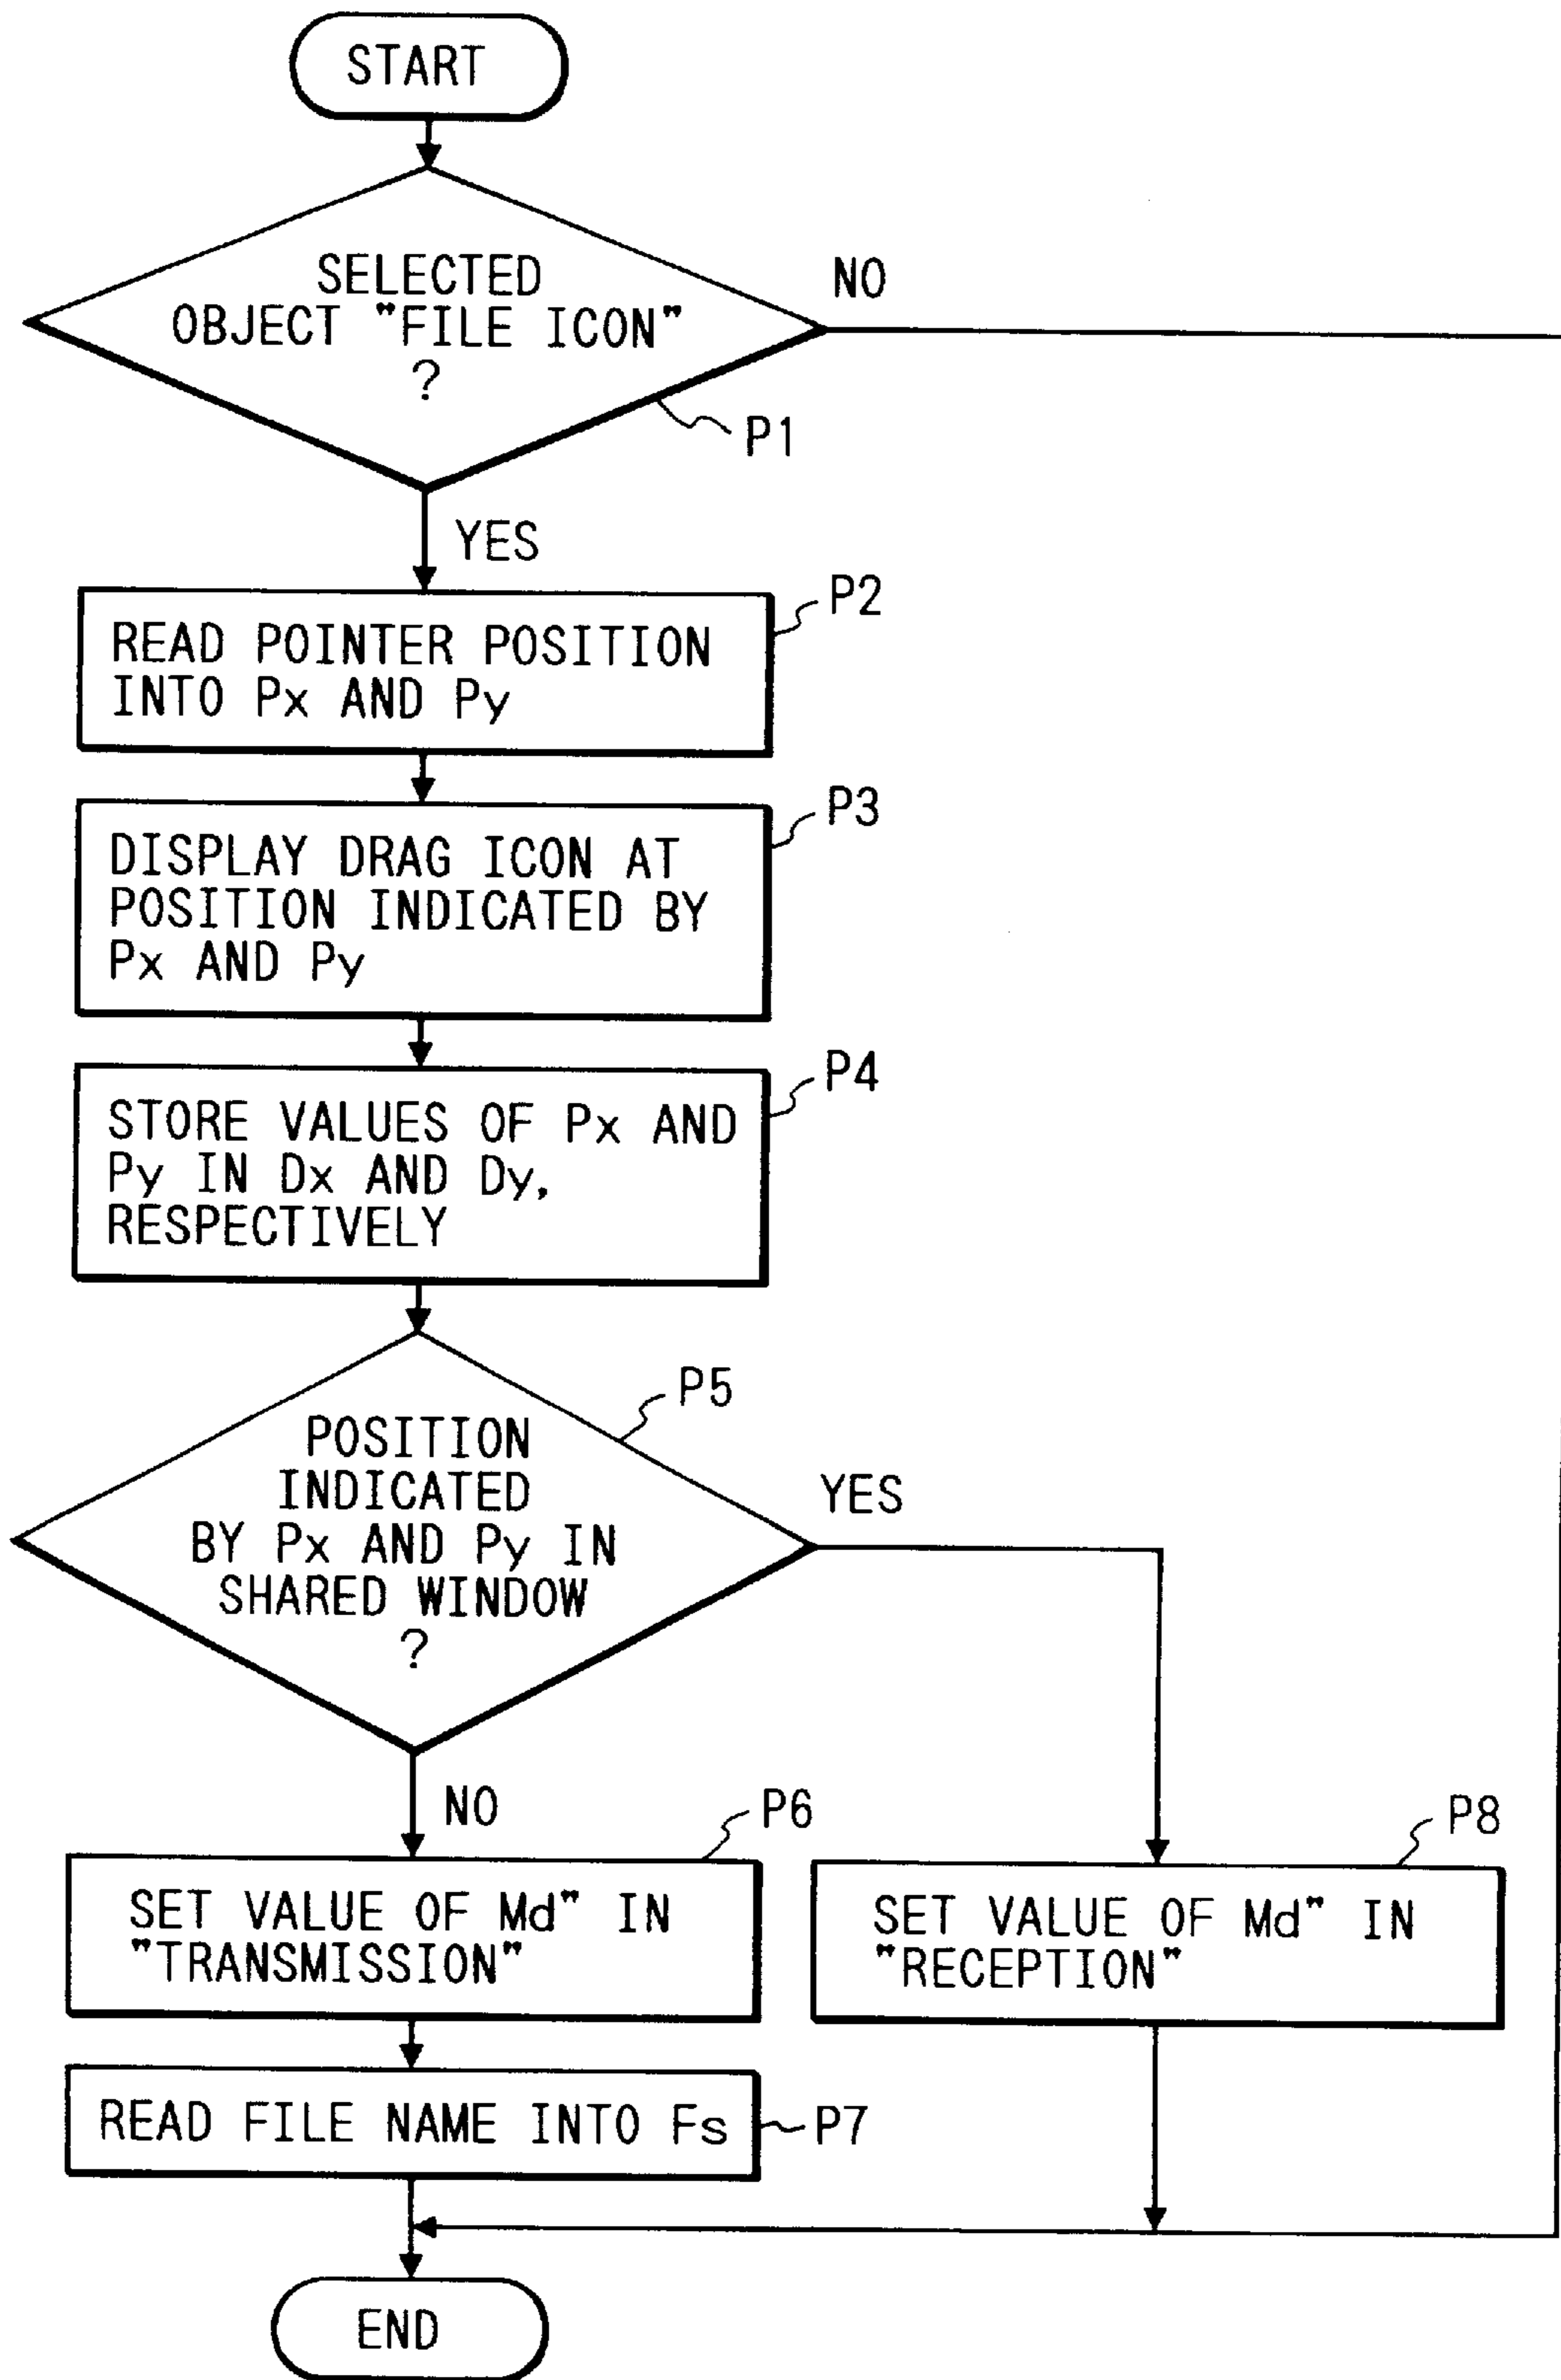 START
SELECTED
OBJECT "FILE ICON"
?
NO
P1
YES
P2
READ POINTER POSITION
INTO Px AND Py
P3
DISPLAY DRAG ICON AT
POSITION INDICATED BY
Px AND Py
P4
STORE VALUES OF Px AND
Py IN Dx AND Dy,
RESPECTIVELY
P5
POSITION
INDICATED
BY Px AND Py IN
SHARED WINDOW
?
YES
NO
P6
SET VALUE OF Md" IN
"TRANSMISSION"
P8
SET VALUE OF Md" IN
"RECEPTION"
READ FILE NAME INTO Fs
P7
END